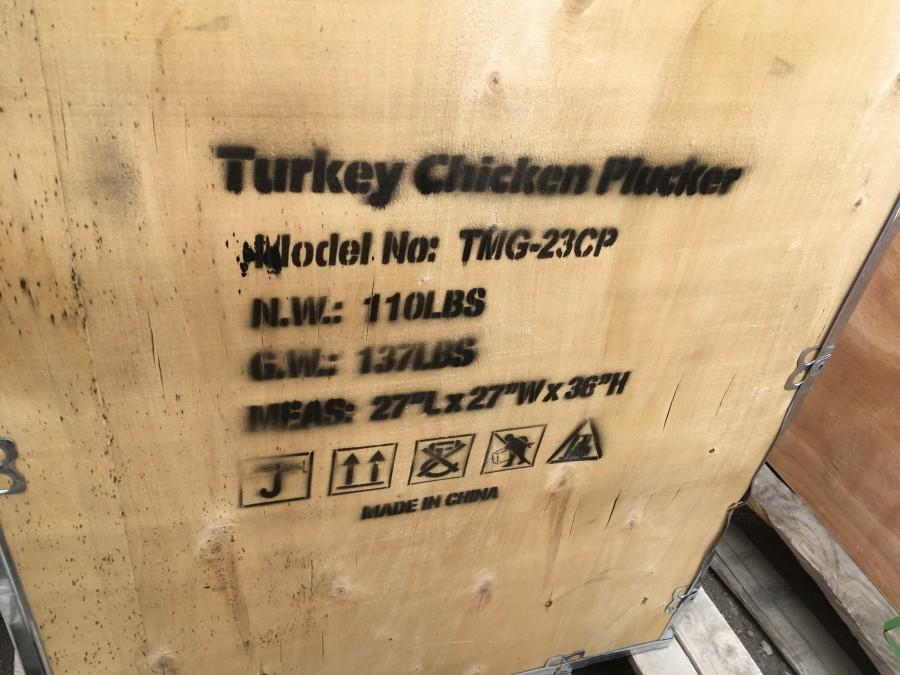 Turkey Chicken Plucker
Model No: TMG-23CP
N.W.: 110LBS
G.W.: 137LBS
MEAS: 27"L x 27"W x 36"H
MADE IN CHINA